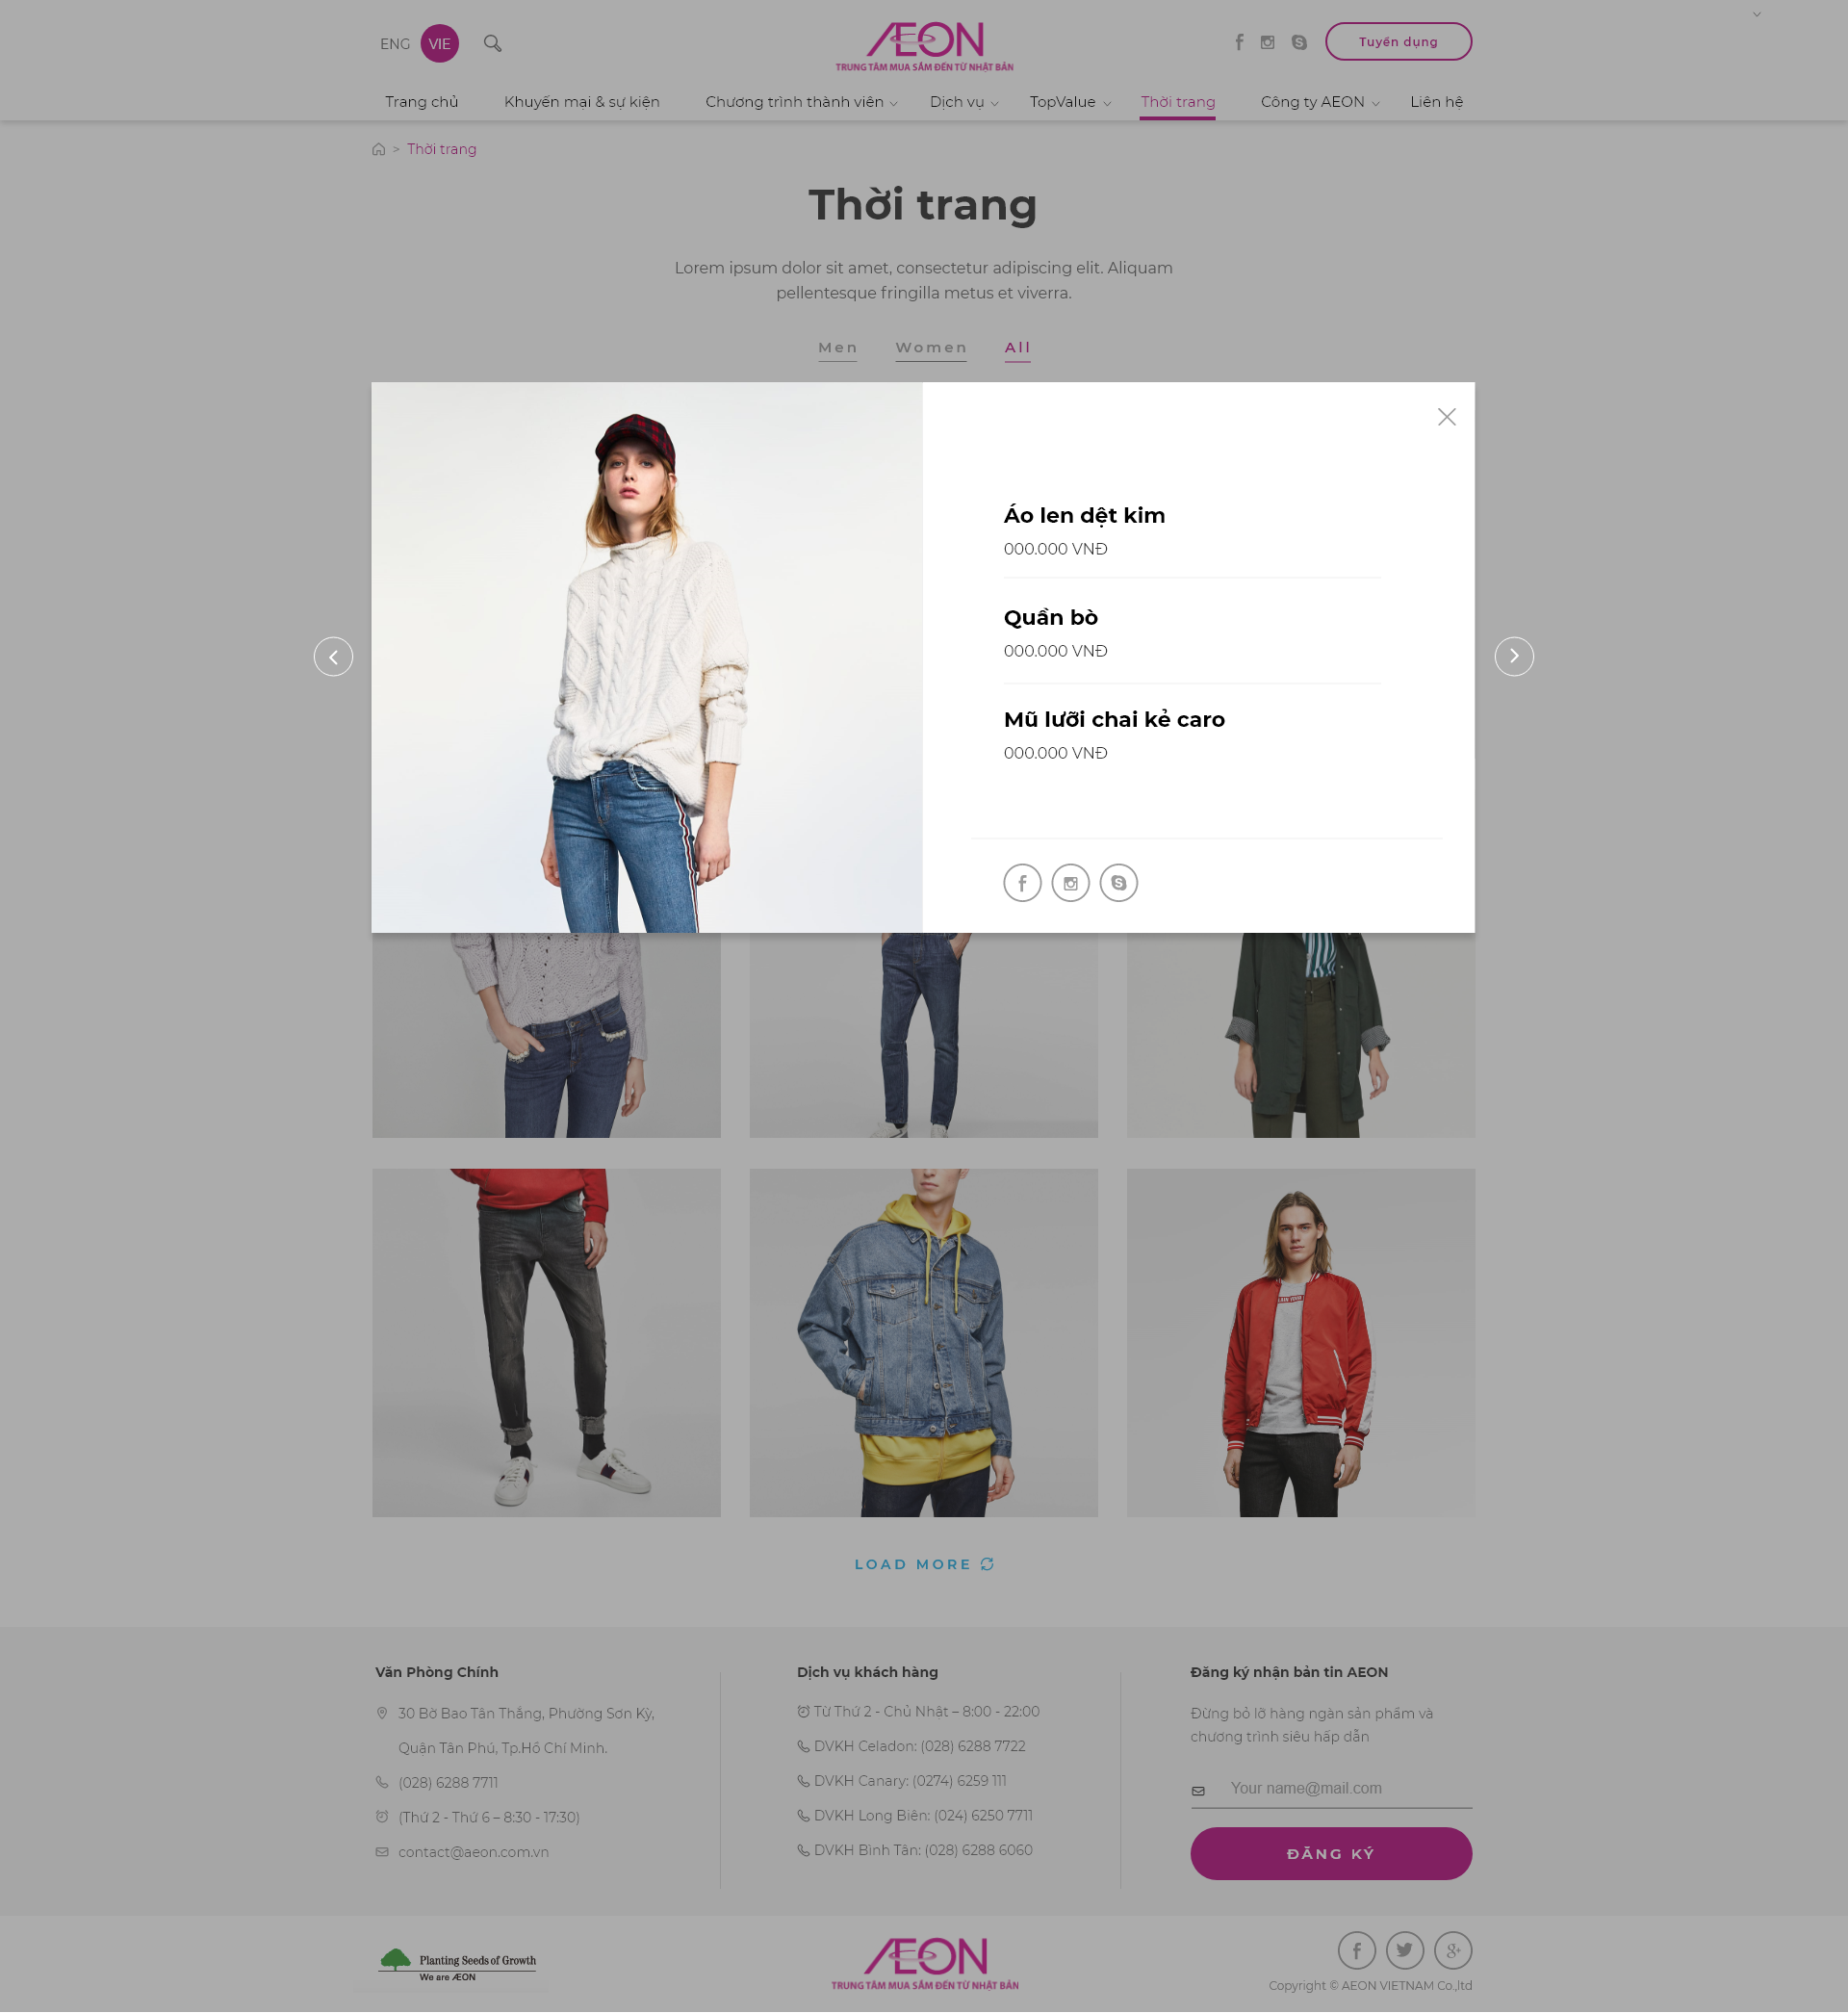 ENG VIE
ÆON
TRUNG TÂM MUA SẮM ĐẾN TỪ NHẬT BẢN
Tuyển dụng
Trang chủ Khuyến mại & sự kiện Chương trình thành viên Dịch vụ TopValue Thời trang Công ty AEON Liên hệ
> Thời trang
Thời trang
Lorem ipsum dolor sit amet, consectetur adipiscing elit. Aliquam
pellentesque fringilla metus et viverra.
Men Women All
Áo len dệt kim
000.000 VNĐ
Quần bò
000.000 VNĐ
Mũ lưỡi chai kẻ caro
000.000 VNĐ
LOAD MORE
Văn Phòng Chính
30 Bờ Bao Tân Thắng, Phường Sơn Kỳ,
Quận Tân Phú, Tp.Hồ Chí Minh.
(028) 6288 7711
(Thứ 2 - Thứ 6 – 8:30 - 17:30)
contact@aeon.com.vn
Dịch vụ khách hàng
Từ Thứ 2 - Chủ Nhật – 8:00 - 22:00
DVKH Celadon: (028) 6288 7722
DVKH Canary: (0274) 6259 111
DVKH Long Biên: (024) 6250 7711
DVKH Bình Tân: (028) 6288 6060
Đăng ký nhận bản tin AEON
Đừng bỏ lỡ hàng ngàn sản phẩm và
chương trình siêu hấp dẫn
Your name@mail.com
ĐĂNG KÝ
Planting Seeds of Growth
We are ÆON
ÆON
TRUNG TÂM MUA SẮM ĐẾN TỪ NHẬT BẢN
Copyright © AEON VIETNAM Co.,ltd